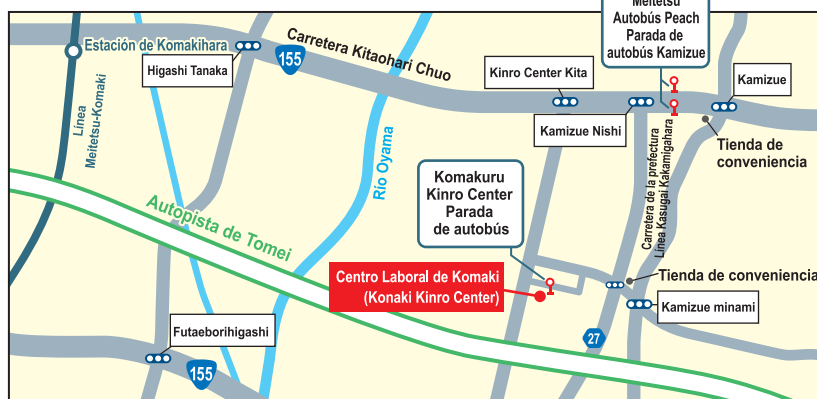 Meitetsu
Autobús Peach
Parada de
autobús Kamizue
Estación de Komakihara
155
Carretera Kitaohari Chuo
Higashi Tanaka
Kinro Center Kita
Kamizue
Línea
Meitetsu-Komaki
Kamizue Nishi
Tienda de
conveniencia
Río Oyama
Carretera de la prefectura
Línea Kasugai Kakamigahara
Komakuru
Kinro Center
Parada
de autobús
Autopista de Tomei
Centro Laboral de Komaki
(Konaki Kinro Center)
Tienda de conveniencia
Kamizue minami
Futaeborihigashi
27
155